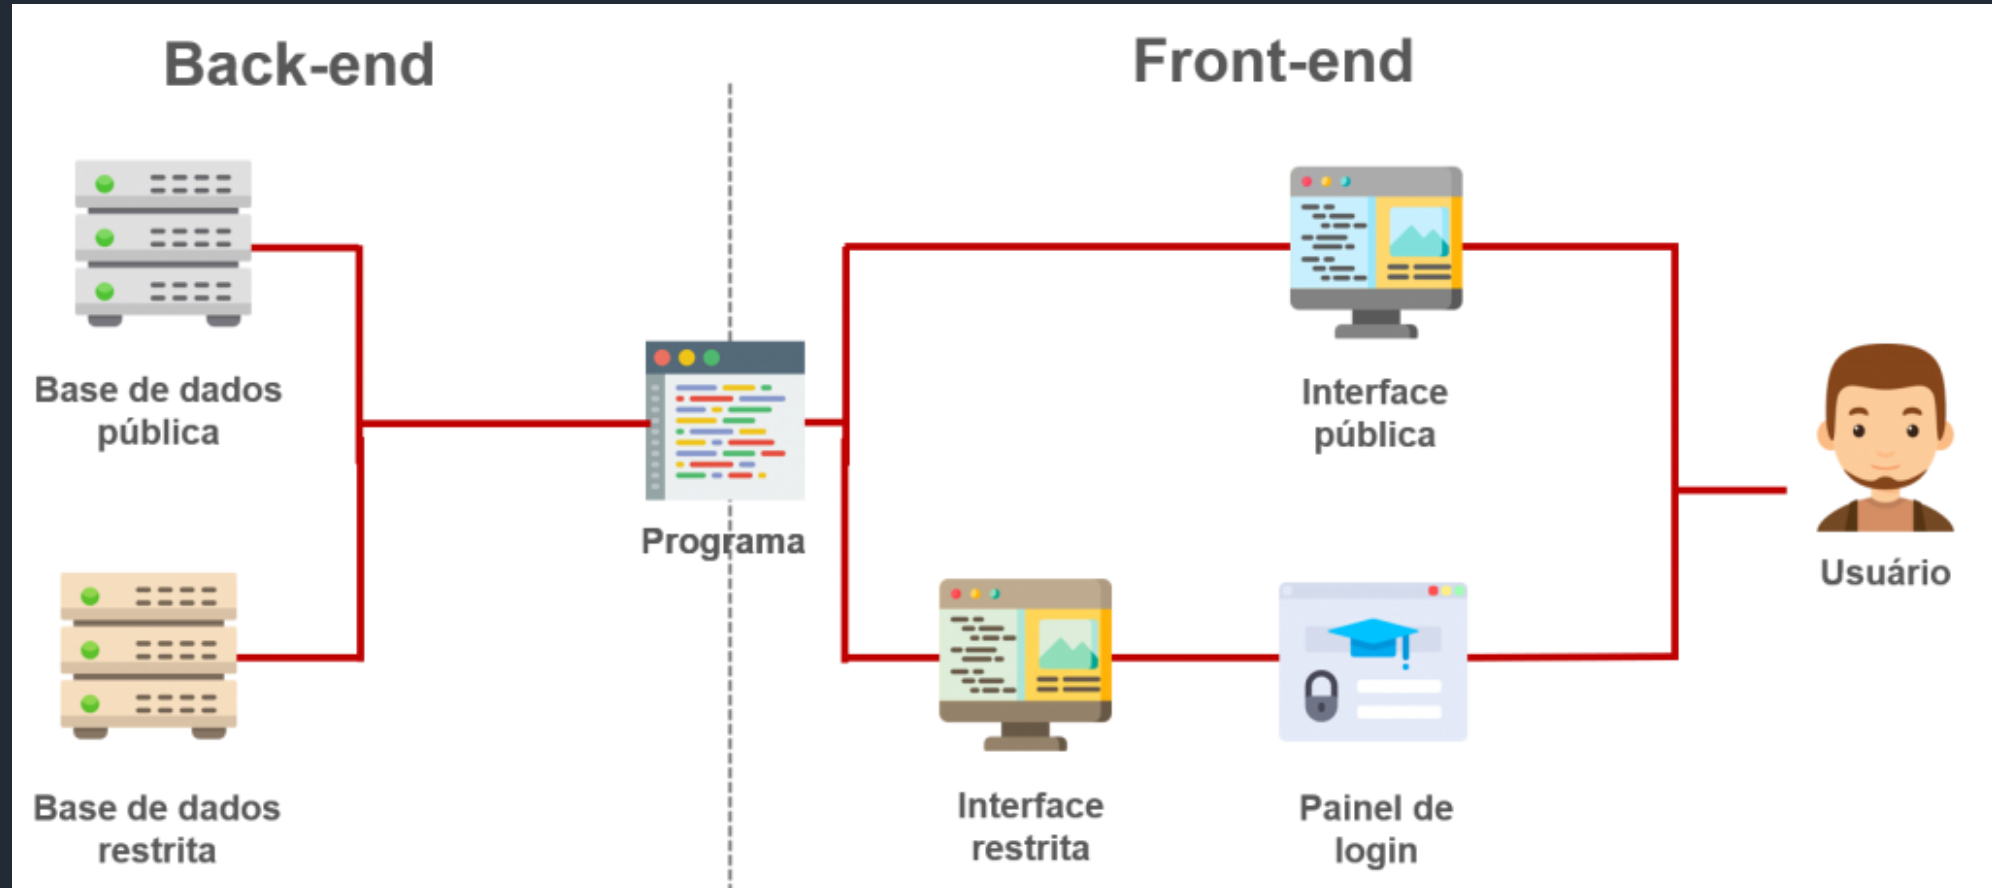 Back-end
Front-end
Base de dados
pública
Interface
pública
Programa
Usuário
Base de dados
restrita
Interface
restrita
Painel de
login